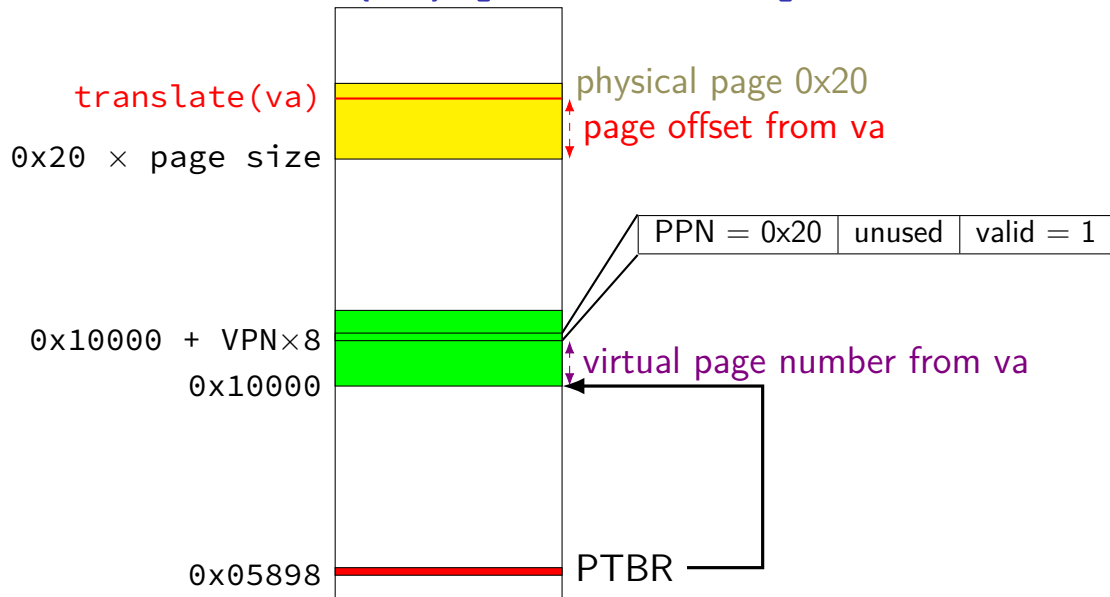 translate(va)
physical page 0x20
page offset from va
0x20 × page size
PPN = 0x20 unused valid = 1
0x10000 + VPN×8
virtual page number from va
0x10000
PTBR
0x05898